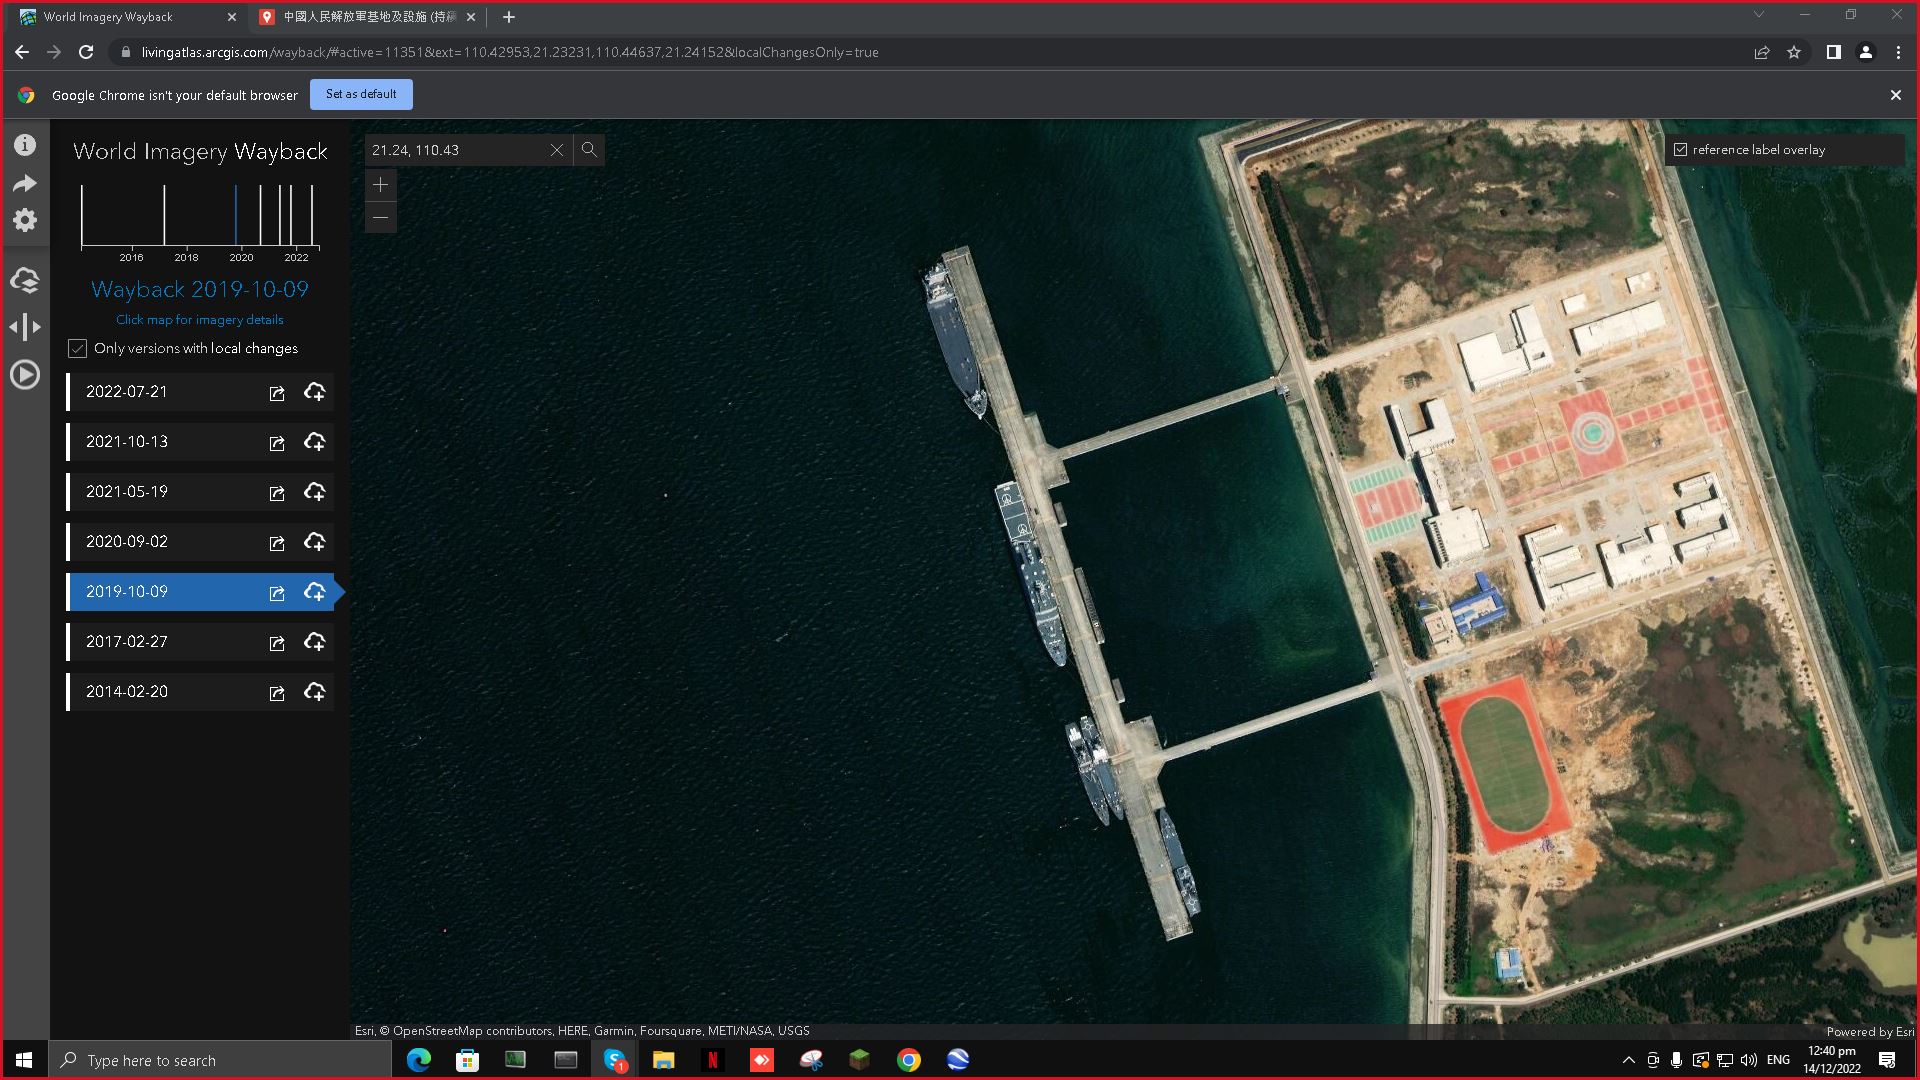 World Imagery Wayback
中國人民解放軍基地及設施 (持續
livingatlas.arcgis.com/wayback/#active=11351&ext=110.42953,21.23231,110.44637,21.24152&localChangesOnly=true
Google Chrome isn't your default browser
Set as default
World Imagery Wayback
2016 2018 2020 2022
Wayback 2019-10-09
Click map for imagery details
Only versions with local changes
2022-07-21
2021-10-13
2021-05-19
2020-09-02
2019-10-09
2017-02-27
2014-02-20
21.24, 110.43
reference label overlay
Esri, © OpenStreetMap contributors, HERE, Garmin, Foursquare, METI/NASA, USGS
Powered by Esri
Type here to search
1
ENG
12:40 pm
14/12/2022